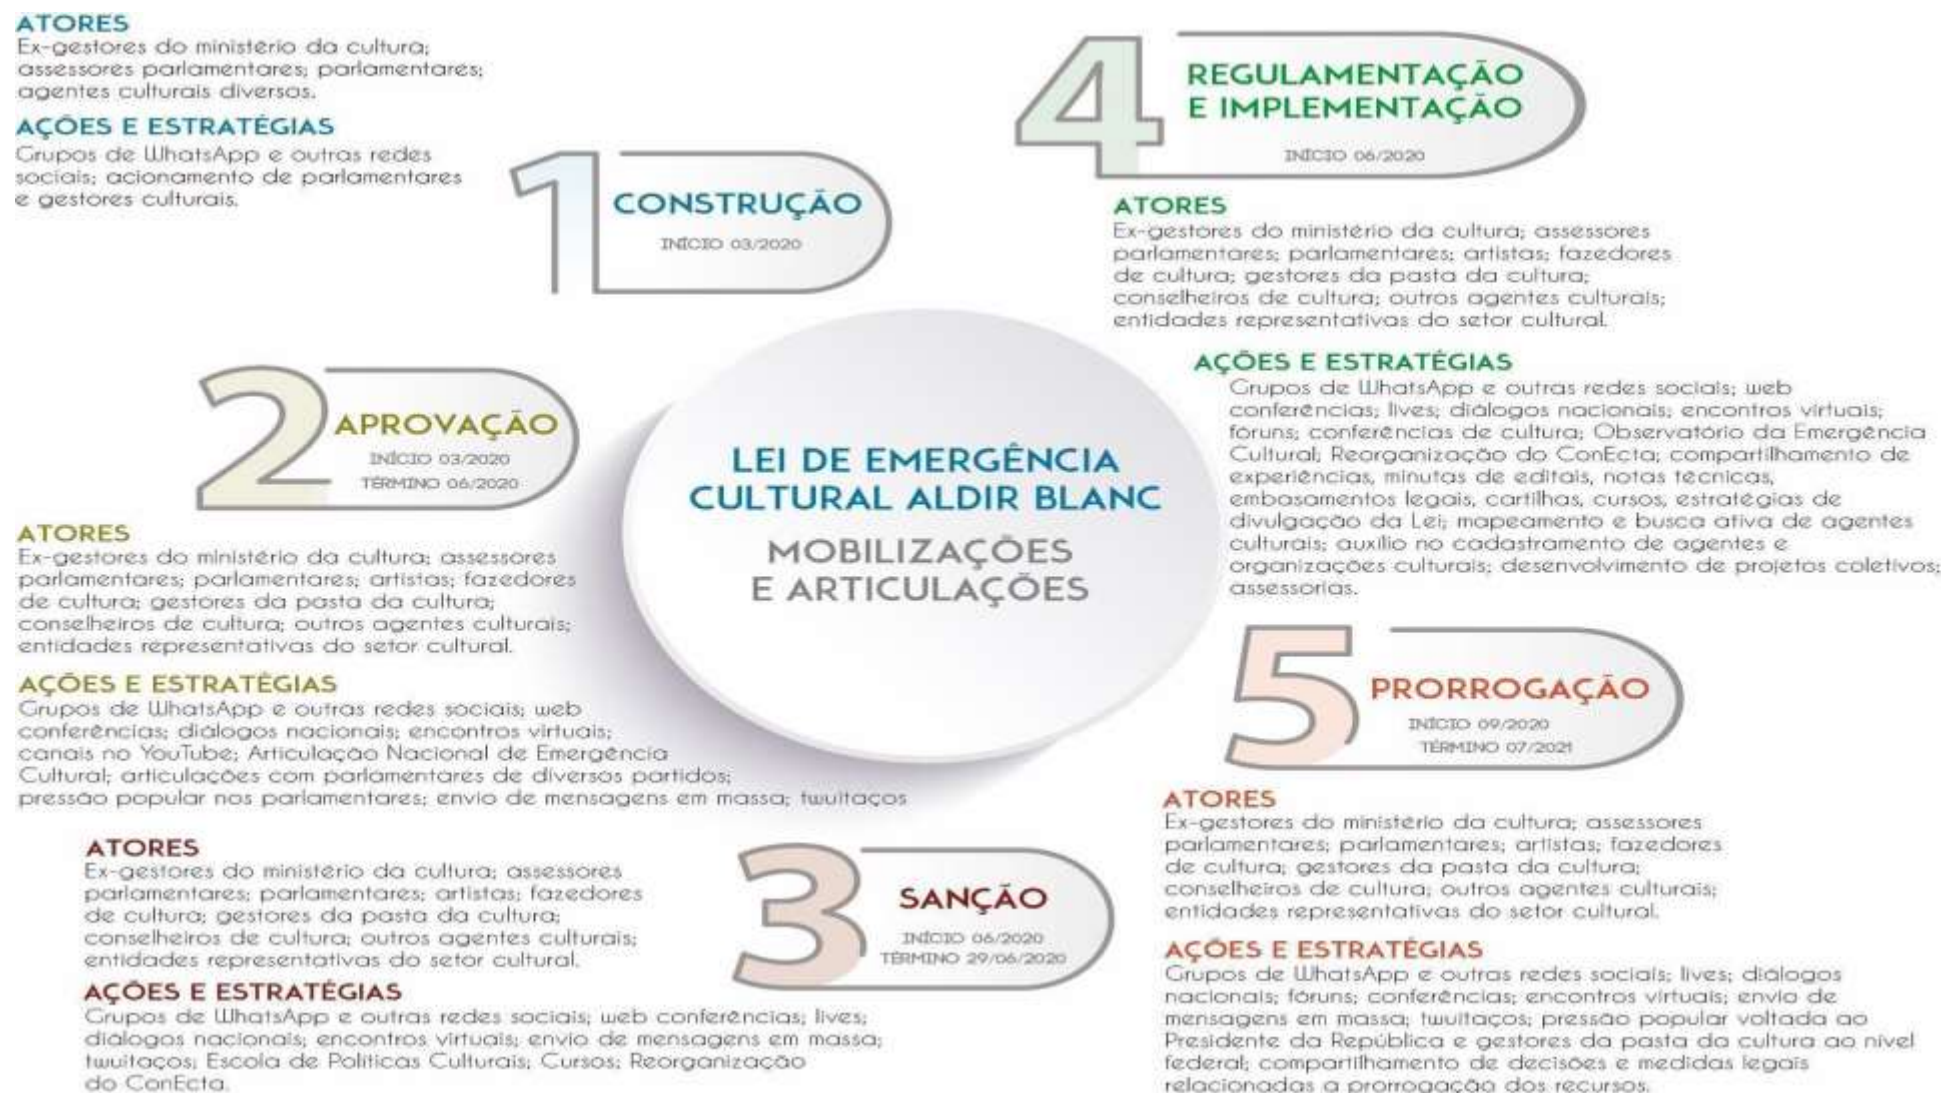 ATORES
Ex-gestores do ministério da cultura;
assessores parlamentares; parlamentares;
agentes culturais diversos.
AÇÕES E ESTRATÉGIAS
Grupos de WhatsApp e outras redes
sociais; acionamento de parlamentares
e gestores culturais.
1 CONSTRUÇÃO
INÍCIO 03/2020
2 APROVAÇÃO
INÍCIO 03/2020
TÉRMINO 06/2020
ATORES
Ex-gestores do ministério da cultura; assessores
parlamentares; parlamentares; artistas; fazedores
de cultura; gestores da pasta da cultura;
conselheiros de cultura; outros agentes culturais;
entidades representativas do setor cultural.
AÇÕES E ESTRATÉGIAS
Grupos de WhatsApp e outras redes sociais; web
conferências; diálogos nacionais; encontros virtuais;
canais no YouTube; Articulação Nacional de Emergência
Cultural; articulações com parlamentares de diversos partidos;
pressão popular nos parlamentares; envio de mensagens em massa; twuitaços
LEI DE EMERGÊNCIA
CULTURAL ALDIR BLANC
MOBILIZAÇÕES
E ARTICULAÇÕES
3 SANÇÃO
INÍCIO 06/2020
TÉRMINO 29/06/2020
ATORES
Ex-gestores do ministério da cultura; assessores
parlamentares; parlamentares; artistas; fazedores
de cultura; gestores da pasta da cultura;
conselheiros de cultura; outros agentes culturais;
entidades representativas do setor cultural.
AÇÕES E ESTRATÉGIAS
Grupos de WhatsApp e outras redes sociais; web conferências; lives;
diálogos nacionais; encontros virtuais; envio de mensagens em massa;
twuitaços; Escola de Políticas Culturais; Cursos; Reorganização
do ConEcta.
4 REGULAMENTAÇÃO
E IMPLEMENTAÇÃO
INÍCIO 06/2020
ATORES
Ex-gestores do ministério da cultura; assessores
parlamentares; parlamentares; artistas; fazedores
de cultura; gestores da pasta da cultura;
conselheiros de cultura; outros agentes culturais;
entidades representativas do setor cultural.
AÇÕES E ESTRATÉGIAS
Grupos de WhatsApp e outras redes sociais; web
conferências; lives; diálogos nacionais; encontros virtuais;
fóruns; conferências de cultura; Observatório da Emergência
Cultural; Reorganização do ConEcta; compartilhamento de
experiências, minutas de editais, notas técnicas,
embasamentos legais, cartilhas, cursos, estratégias de
divulgação da Lei; mapeamento e busca ativa de agentes
culturais; auxílio no cadastramento de agentes e
organizações culturais; desenvolvimento de projetos coletivos;
assessorias.
5 PRORROGAÇÃO
INÍCIO 09/2020
TÉRMINO 07/2021
ATORES
Ex-gestores do ministério da cultura; assessores
parlamentares; parlamentares; artistas; fazedores
de cultura; gestores da pasta da cultura;
conselheiros de cultura; outros agentes culturais;
entidades representativas do setor cultural.
AÇÕES E ESTRATÉGIAS
Grupos de WhatsApp e outras redes sociais; lives; diálogos
nacionais; fóruns; conferências; encontros virtuais; envio de
mensagens em massa; twuitaços; pressão popular voltada ao
Presidente da República e gestores da pasta da cultura ao nível
federal; compartilhamento de decisões e medidas legais
relacionadas a prorrogação dos recursos.